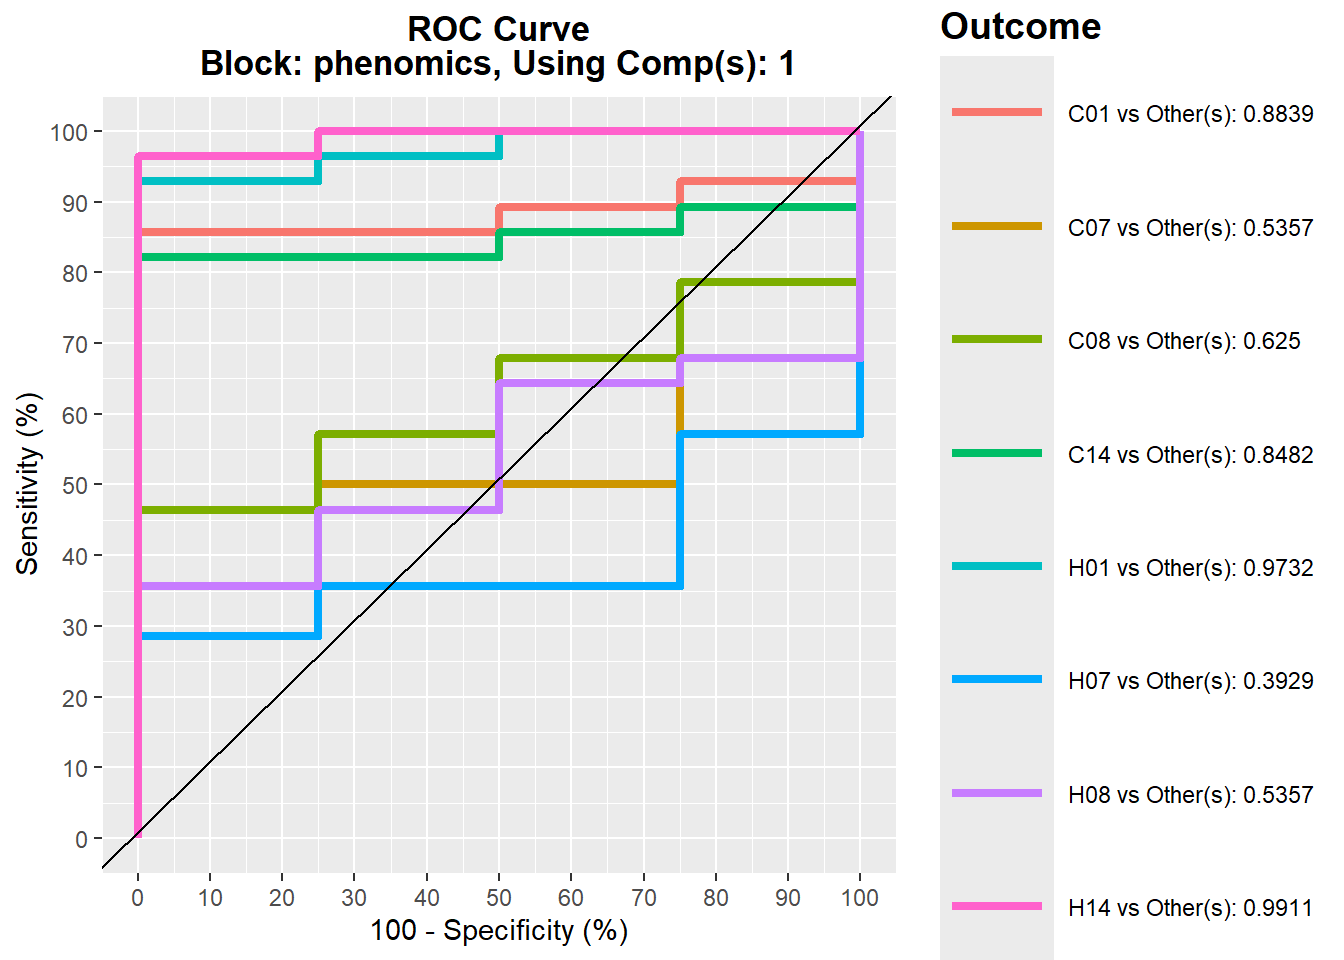 ROC Curve
Block: phenomics, Using Comp(s): 1
Outcome
C01 vs Other(s): 0.8839
C07 vs Other(s): 0.5357
C08 vs Other(s): 0.625
C14 vs Other(s): 0.8482
H01 vs Other(s): 0.9732
H07 vs Other(s): 0.3929
H08 vs Other(s): 0.5357
H14 vs Other(s): 0.9911
Sensitivity (%)
100
90
80
70
60
50
40
30
20
10
0
0 10 20 30 40 50 60 70 80 90 100
100 - Specificity (%)